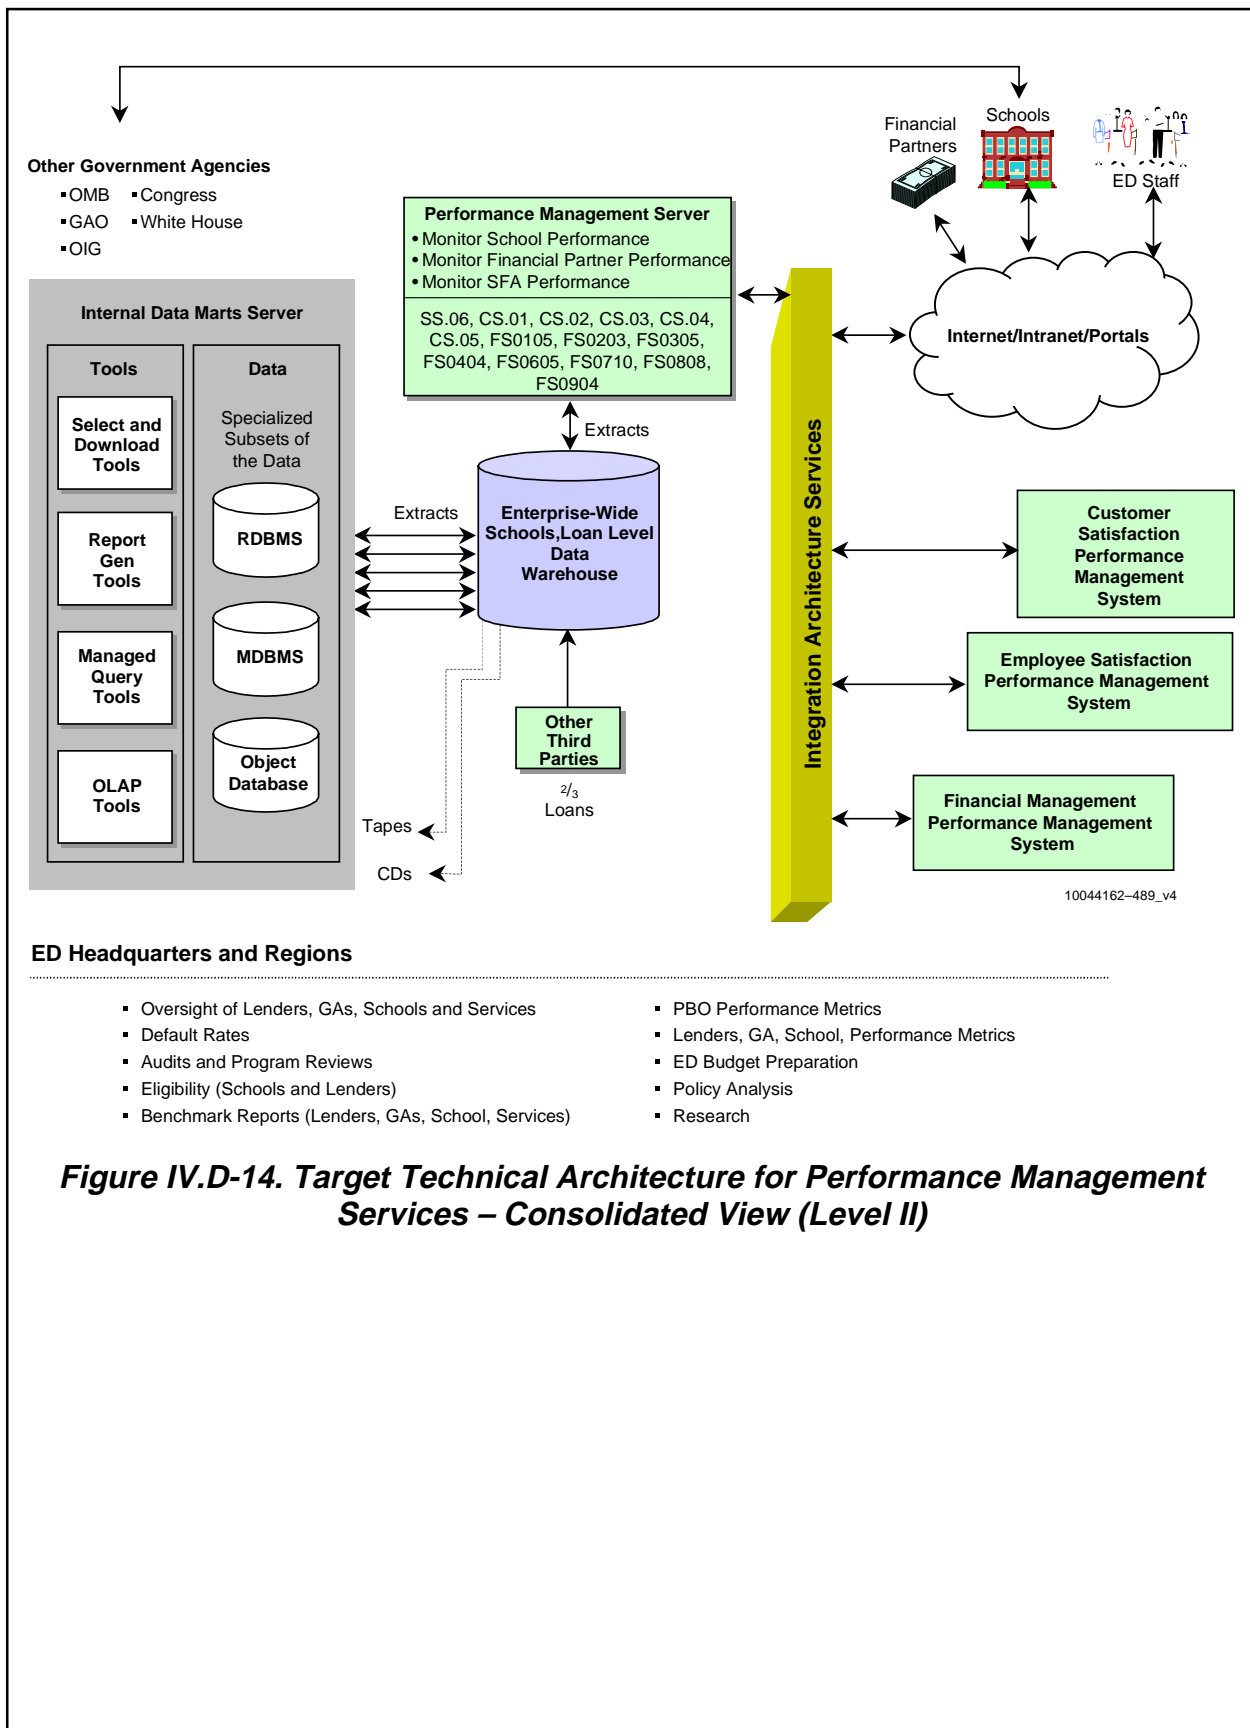 Financial
Partners
Schools
ED Staff
Other Government Agencies
▪OMB ▪Congress
▪GAO ▪White House
▪OIG
Performance Management Server
• Monitor School Performance
• Monitor Financial Partner Performance
• Monitor SFA Performance
SS.06, CS.01, CS.02, CS.03, CS.04,
CS.05, FS0105, FS0203, FS0305,
FS0404, FS0605, FS0710, FS0808,
FS0904
Internet/Intranet/Portals
Internal Data Marts Server
Tools
Select and
Download
Tools
Report
Gen
Tools
Managed
Query
Tools
OLAP
Tools
Data
Specialized
Subsets of
the Data
RDBMS
MDBMS
Object
Database
Extracts
Extracts
Enterprise-Wide
Schools,Loan Level
Data
Warehouse
Other
Third
Parties
2/3
Loans
Tapes
CDs
Integration Architecture Services
Customer
Satisfaction
Performance
Management
System
Employee Satisfaction
Performance Management
System
Financial Management
Performance Management
System
10044162–489_v4
ED Headquarters and Regions
▪ Oversight of Lenders, GAs, Schools and Services
▪ Default Rates
▪ Audits and Program Reviews
▪ Eligibility (Schools and Lenders)
▪ Benchmark Reports (Lenders, GAs, School, Services)
▪ PBO Performance Metrics
▪ Lenders, GA, School, Performance Metrics
▪ ED Budget Preparation
▪ Policy Analysis
▪ Research
Figure IV.D-14. Target Technical Architecture for Performance Management
Services – Consolidated View (Level II)